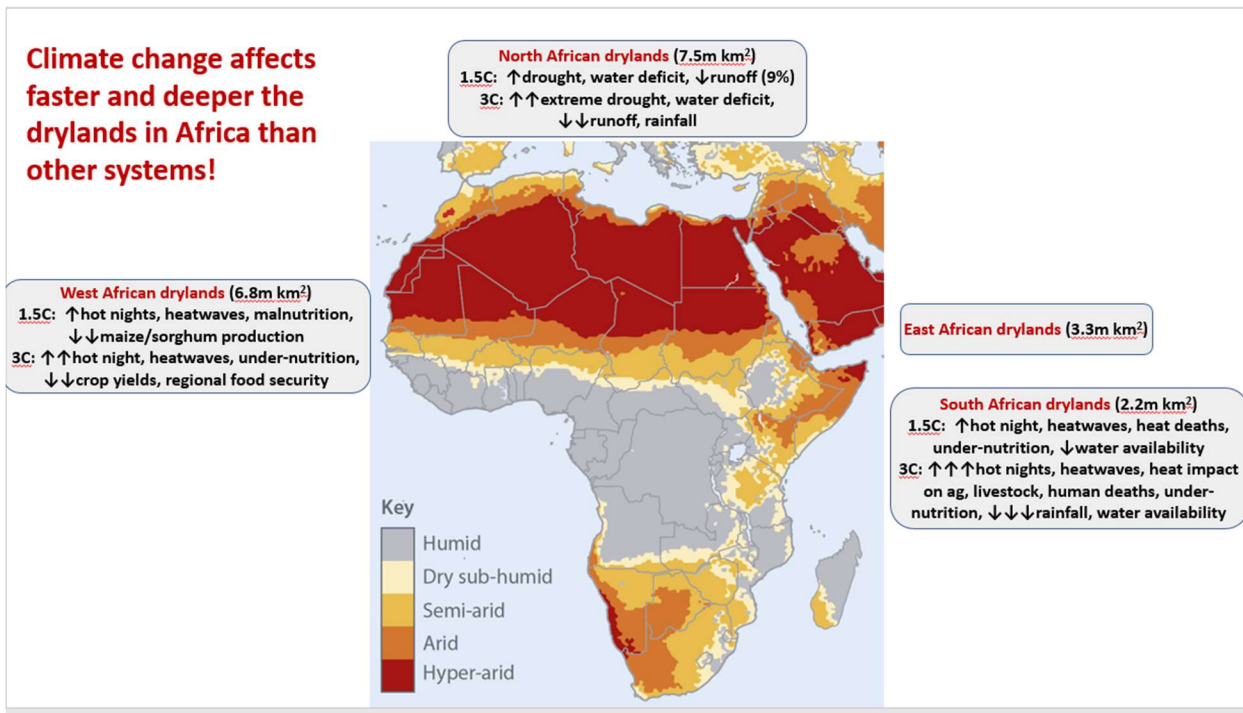 Climate change affects
faster and deeper the
drylands in Africa than
other systems!
North African drylands (7.5m km²)
1.5C: ↑drought, water deficit, ↓runoff (9%)
3C: ↑↑extreme drought, water deficit,
↓↓runoff, rainfall
West African drylands (6.8m km²)
1.5C: ↑hot nights, heatwaves, malnutrition,
↓↓maize/sorghum production
3C: ↑↑hot night, heatwaves, under-nutrition,
↓↓crop yields, regional food security
East African drylands (3.3m km²)
South African drylands (2.2m km²)
1.5C: ↑hot night, heatwaves, heat deaths,
under-nutrition, ↓water availability
3C: ↑↑↑hot nights, heatwaves, heat impact
on ag, livestock, human deaths, under-
nutrition, ↓↓↓rainfall, water availability
Key
Humid
Dry sub-humid
Semi-arid
Arid
Hyper-arid